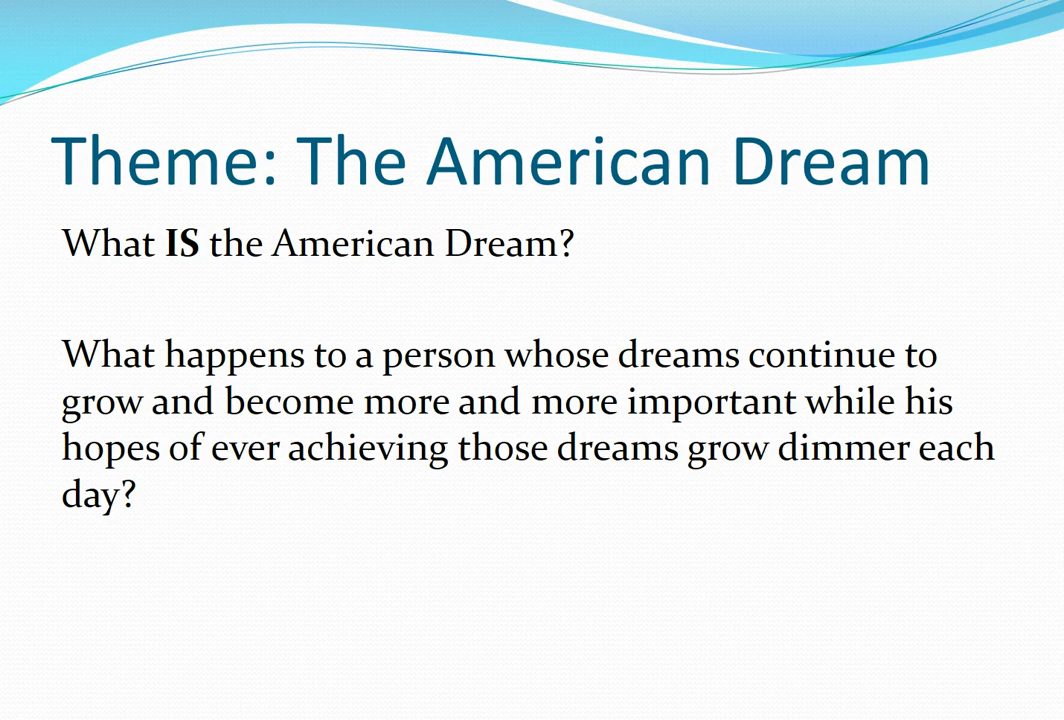 Theme: The American Dream
What IS the American Dream?
What happens to a person whose dreams continue to
grow and become more and more important while his
hopes of ever achieving those dreams grow dimmer each
day?